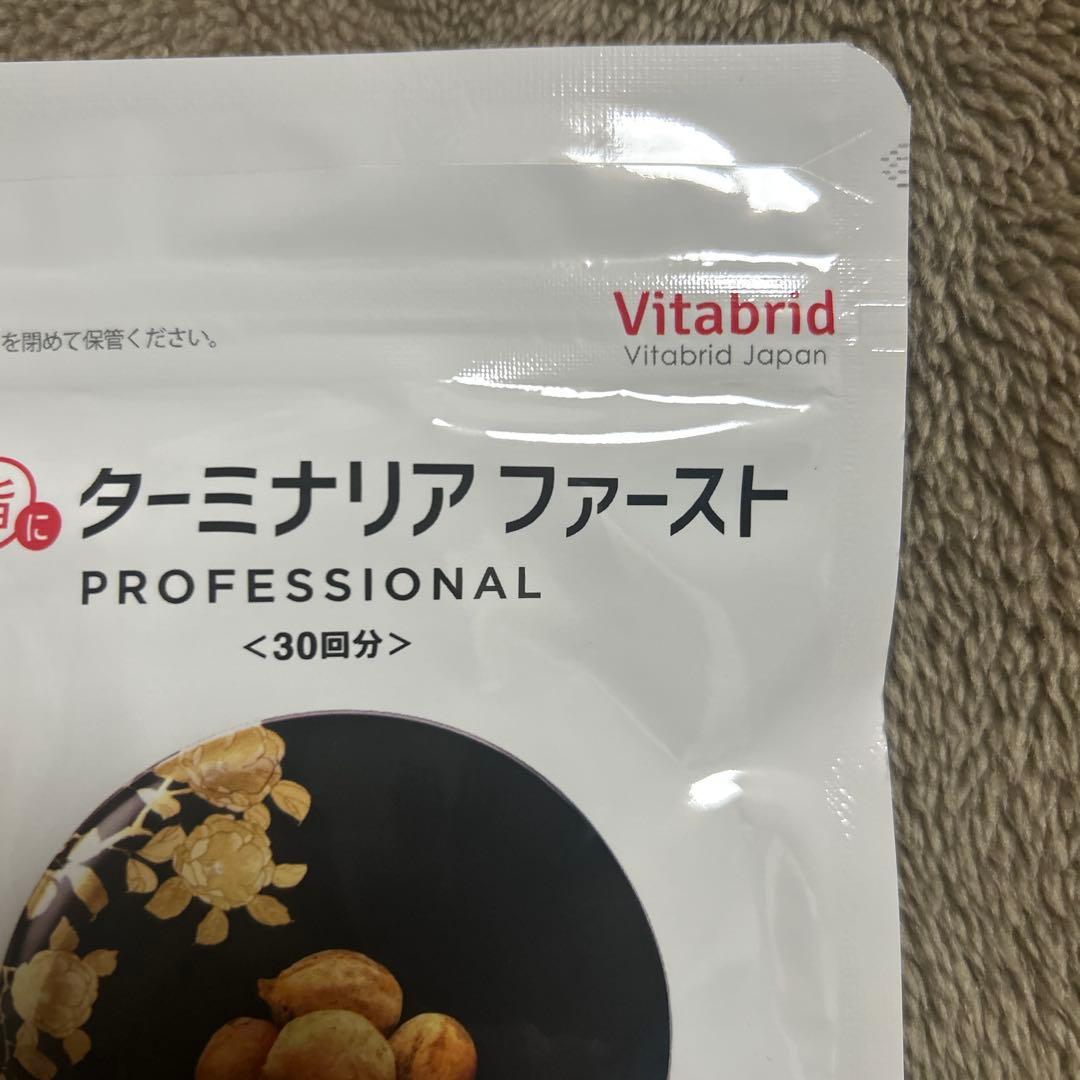 Vitabrid
Vitabrid Japan
を閉めて保管ください。
に
ターミナリア ファースト
PROFESSIONAL
<30回分>